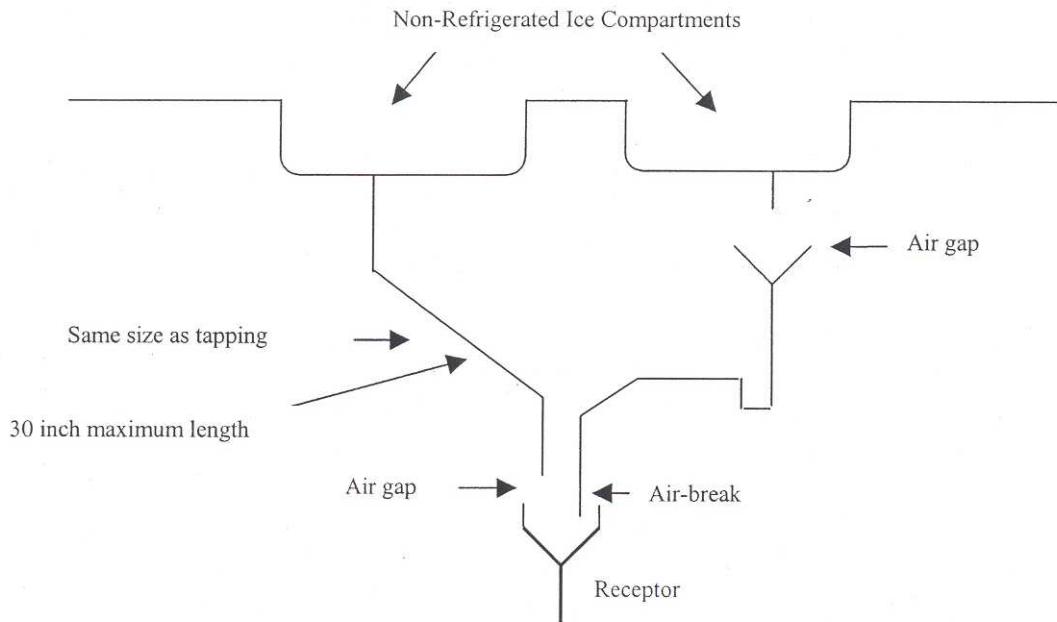 Non-Refrigerated Ice Compartments
Air gap
Same size as tapping
30 inch maximum length
Air gap
Air-break
Receptor